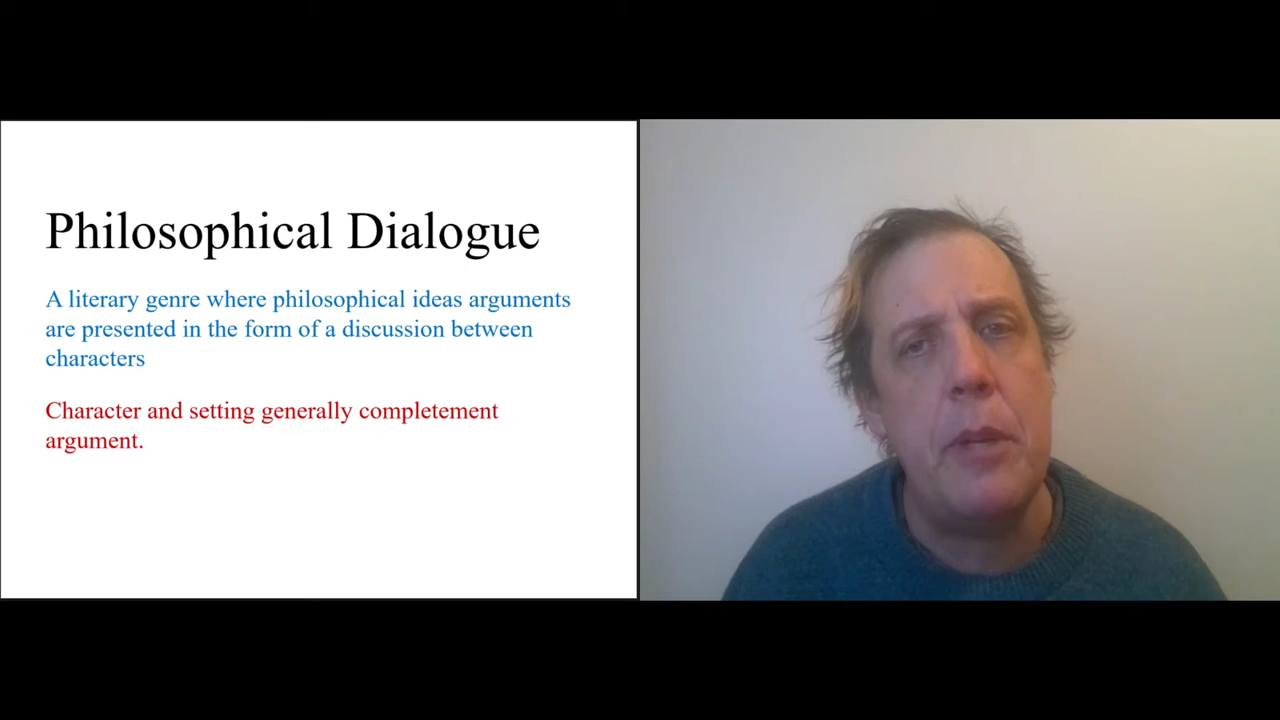 Philosophical Dialogue
A literary genre where philosophical ideas arguments
are presented in the form of a discussion between
characters
Character and setting generally completement
argument.